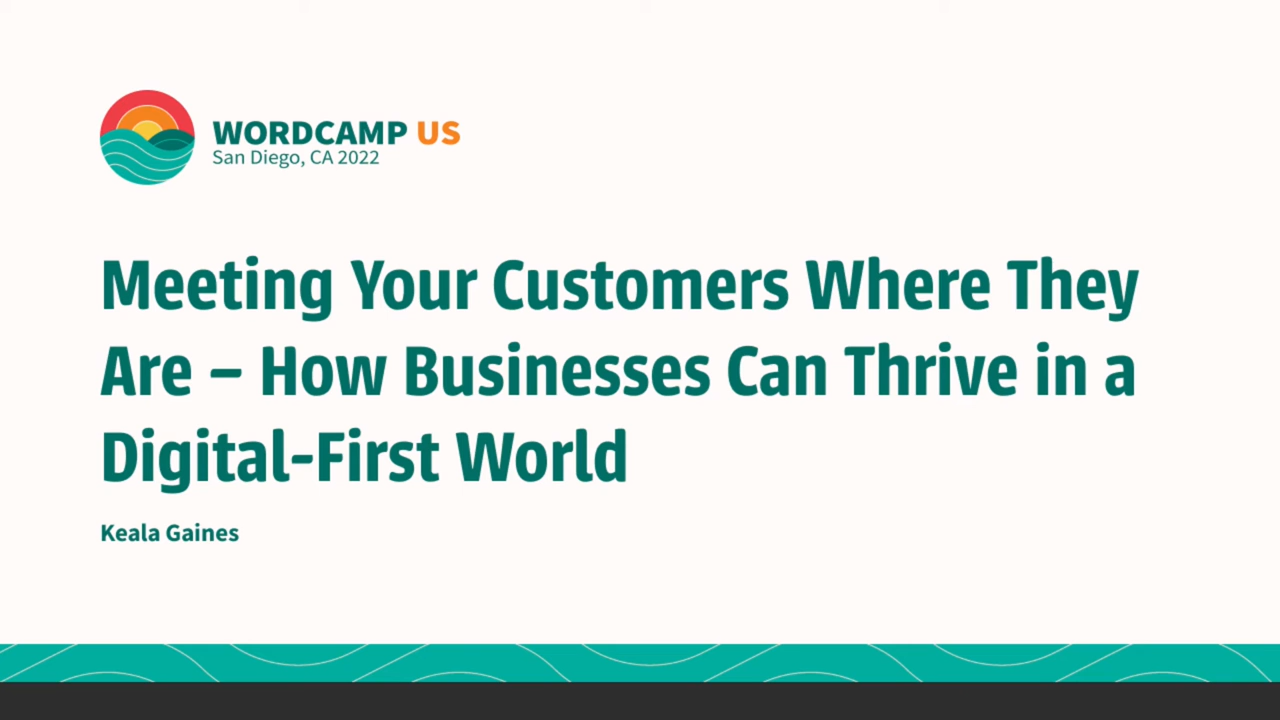 WORDCAMP US
San Diego, CA 2022
Meeting Your Customers Where They
Are – How Businesses Can Thrive in a
Digital-First World
Keala Gaines